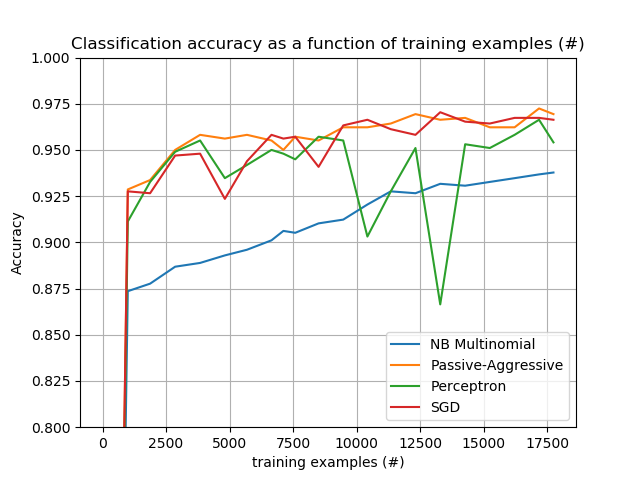 Classification accuracy as a function of training examples (#)
1.000
0.975
0.950
0.925
0.900
0.875
0.850
0.825
0.800
Accuracy
NB Multinomial
Passive-Aggressive
Perceptron
SGD
0 2500 5000 7500 10000 12500 15000 17500
training examples (#)